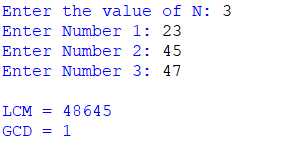 Enter the value of N: 3
Enter Number 1: 23
Enter Number 2: 45
Enter Number 3: 47
LCM = 48645
GCD = 1